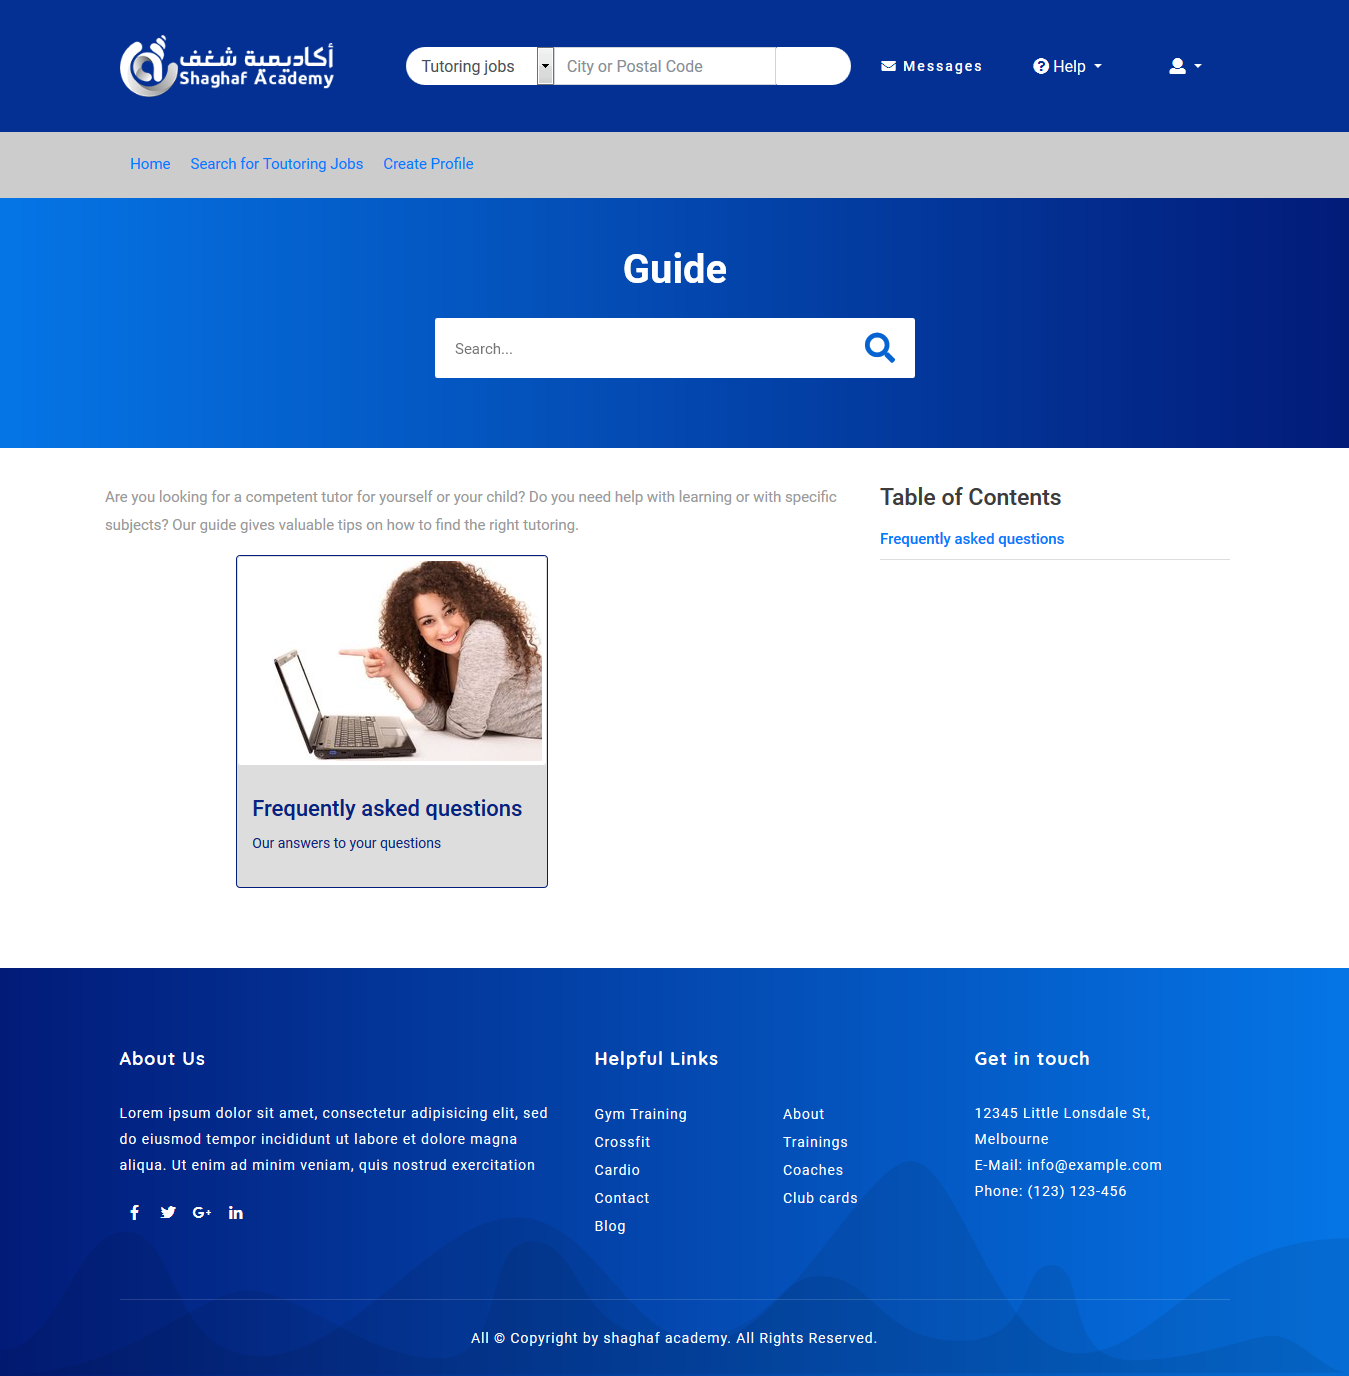 أكاديمية شغف
Shaghaf Academy
Tutoring jobs
City or Postal Code
Messages
Help
Home
Search for Toutoring Jobs
Create Profile
Guide
Search...
Are you looking for a competent tutor for yourself or your child? Do you need help with learning or with specific
subjects? Our guide gives valuable tips on how to find the right tutoring.
Table of Contents
Frequently asked questions
Frequently asked questions
Our answers to your questions
About Us
Lorem ipsum dolor sit amet, consectetur adipisicing elit, sed
do eiusmod tempor incididunt ut labore et dolore magna
aliqua. Ut enim ad minim veniam, quis nostrud exercitation
Helpful Links
Gym Training
Crossfit
Cardio
Contact
Blog
About
Trainings
Coaches
Club cards
Get in touch
12345 Little Lonsdale St,
Melbourne
E-Mail: info@example.com
Phone: (123) 123-456
All © Copyright by shaghaf academy. All Rights Reserved.